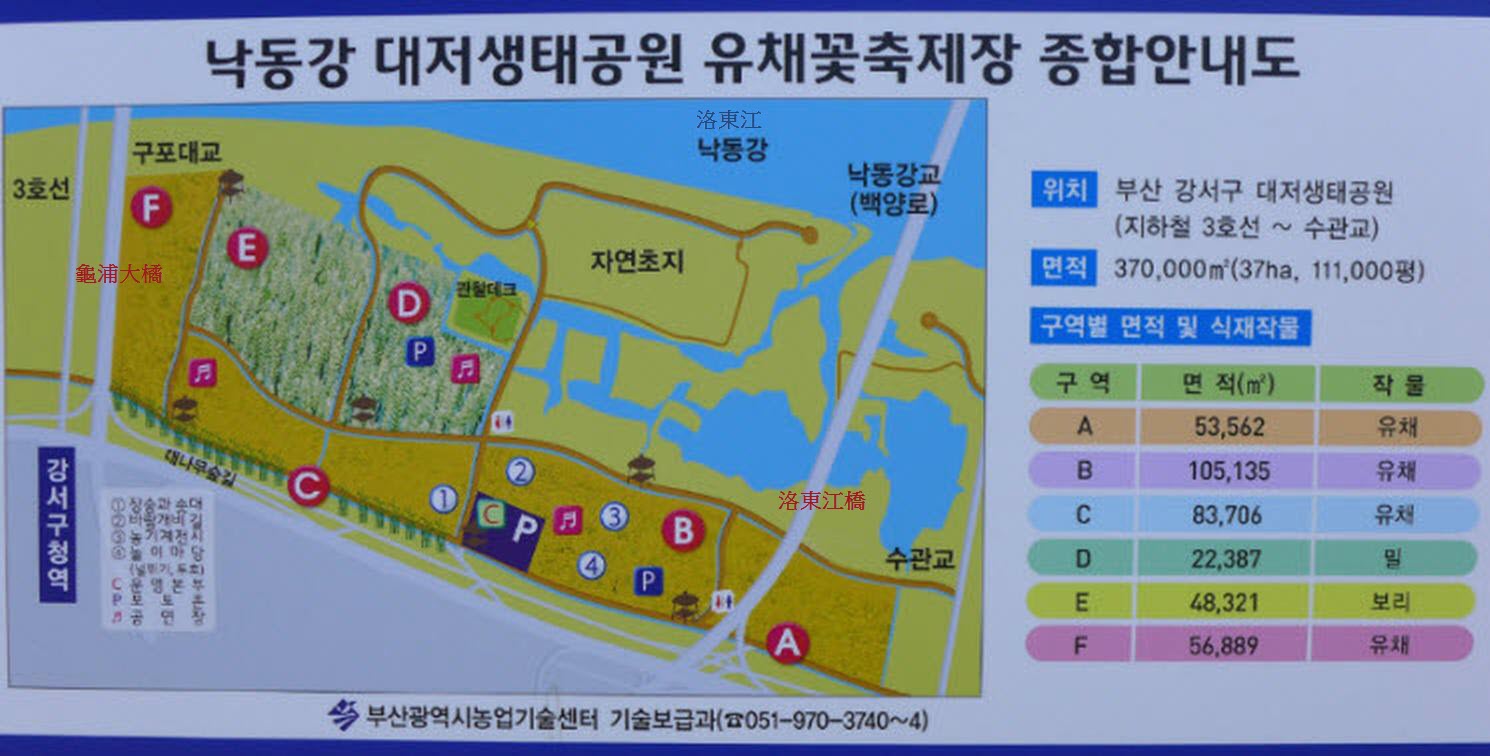 낙동강 대저생태공원 유채꽃축제장 종합안내도
洛東江
낙동강
구포대교
3호선
낙동강교
(백양로)
F
E
龜浦大橋
자연초지
D
관찰데크
P
C
대나무숲길
①
②
③
④
B
C
P
P
洛東江橋
수관교
A
강서구청역
① 장승과 솟대
② 바람개비길
③ 농기계전시
④ 놀이마당
(널뛰기, 투호)
C 운영본부
P 포토존
공연장
위치 부산 강서구 대저생태공원
(지하철 3호선 ~ 수관교)
면적 370,000㎡(37ha, 111,000평)
구역별 면적 및 식재작물
구 역 면 적(㎡) 작 물
A 53,562 유채
B 105,135 유채
C 83,706 유채
D 22,387 밀
E 48,321 보리
F 56,889 유채
부산광역시농업기술센터 기술보급과(☎051-970-3740~4)